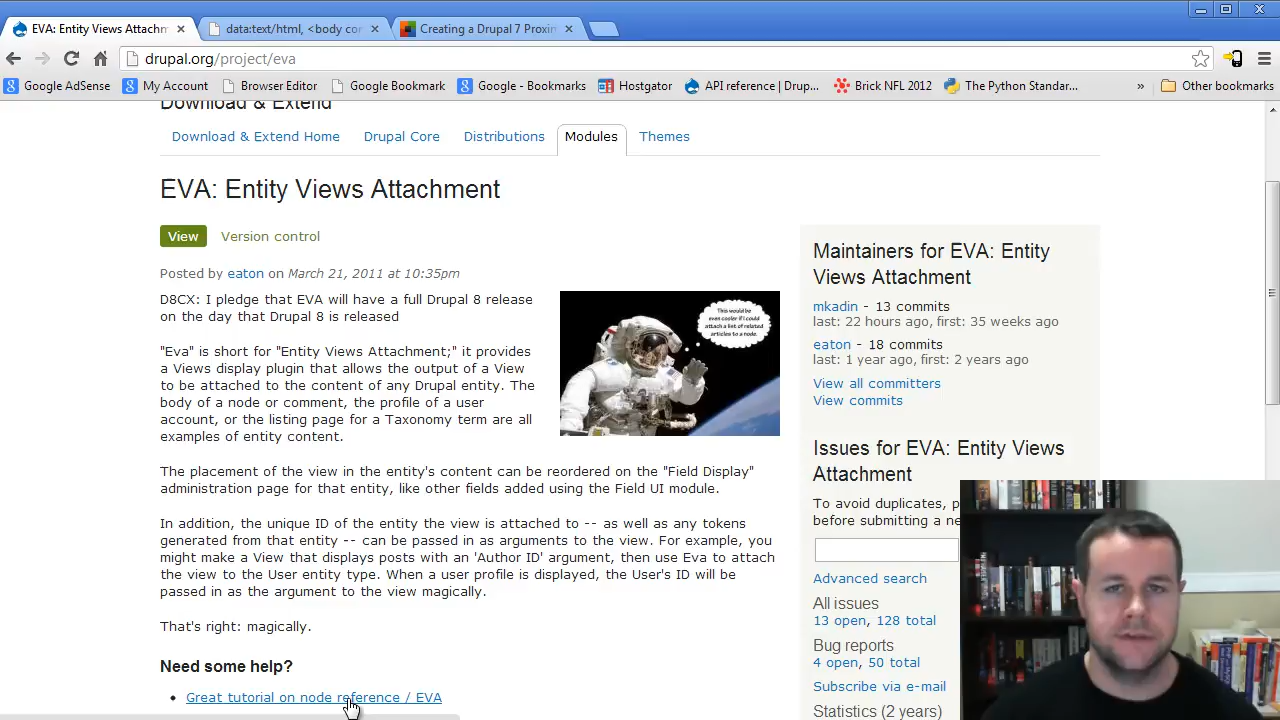 EVA: Entity Views Attachm
data:text/html, <body cor
Creating a Drupal 7 Proxin
drupal.org/project/eva
Google AdSense
My Account
Browser Editor
Google Bookmark
Google - Bookmarks
Hostgator
API reference | Drup...
Brick NFL 2012
The Python Standar...
»
Other bookmarks
Download & Extend
Download & Extend Home
Drupal Core
Distributions
Modules
Themes
EVA: Entity Views Attachment
View
Version control
Posted by eaton on March 21, 2011 at 10:35pm
D8CX: I pledge that EVA will have a full Drupal 8 release
on the day that Drupal 8 is released
"Eva" is short for "Entity Views Attachment;" it provides
a Views display plugin that allows the output of a View
to be attached to the content of any Drupal entity. The
body of a node or comment, the profile of a user
account, or the listing page for a Taxonomy term are all
examples of entity content.
This would be
even cooler if I could
attach a list of related
articles to a node.
The placement of the view in the entity's content can be reordered on the "Field Display"
administration page for that entity, like other fields added using the Field UI module.
In addition, the unique ID of the entity the view is attached to -- as well as any tokens
generated from that entity -- can be passed in as arguments to the view. For example, you
might make a View that displays posts with an 'Author ID' argument, then use Eva to attach
the view to the User entity type. When a user profile is displayed, the User's ID will be
passed in as the argument to the view magically.
That's right: magically.
Need some help?
• Great tutorial on node reference / EVA
Maintainers for EVA: Entity
Views Attachment
mkadin - 13 commits
last: 22 hours ago, first: 35 weeks ago
eaton - 18 commits
last: 1 year ago, first: 2 years ago
View all committers
View commits
Issues for EVA: Entity Views
Attachment
To avoid duplicates, p
before submitting a ne
Advanced search
All issues
13 open, 128 total
Bug reports
4 open, 50 total
Subscribe via e-mail
Statistics (2 years)